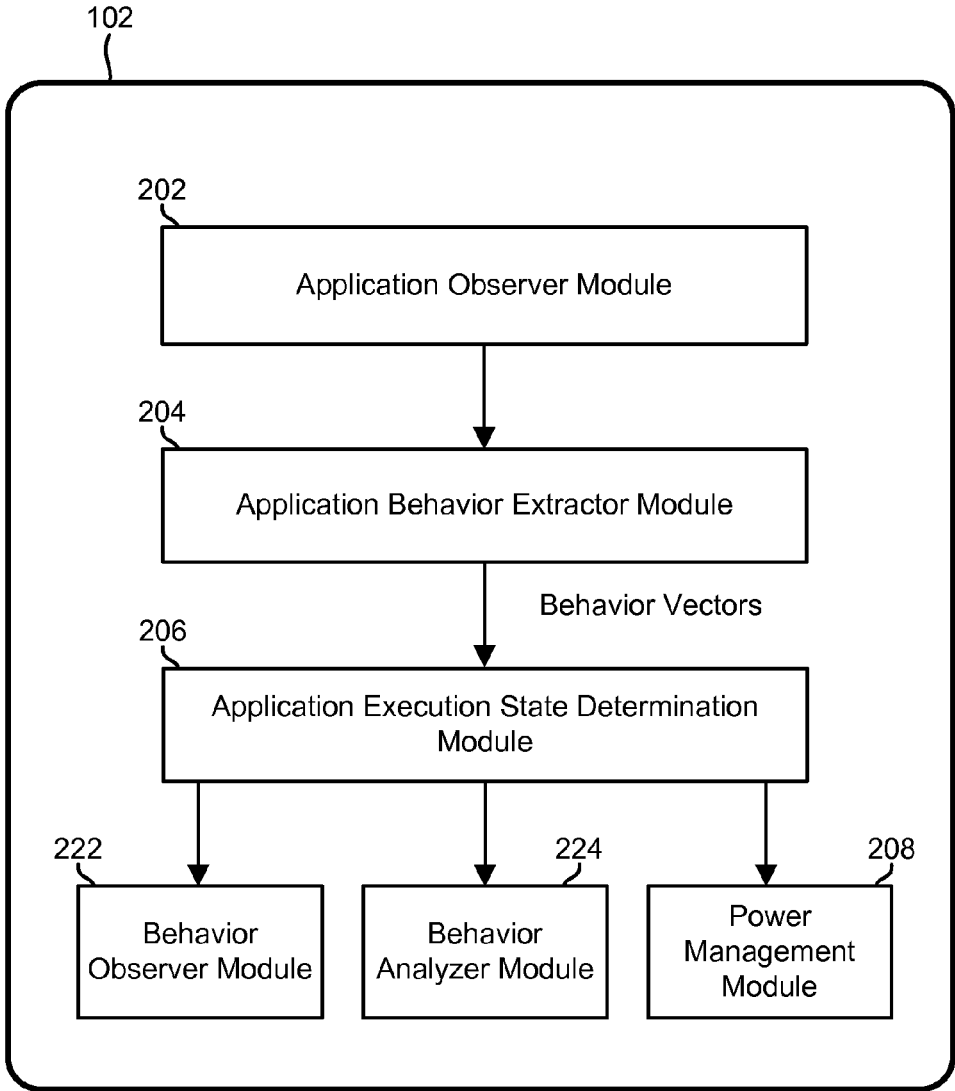 102
202
Application Observer Module
204
Application Behavior Extractor Module
Behavior Vectors
206
Application Execution State Determination
Module
222
Behavior
Observer Module
224
Behavior
Analyzer Module
208
Power
Management
Module